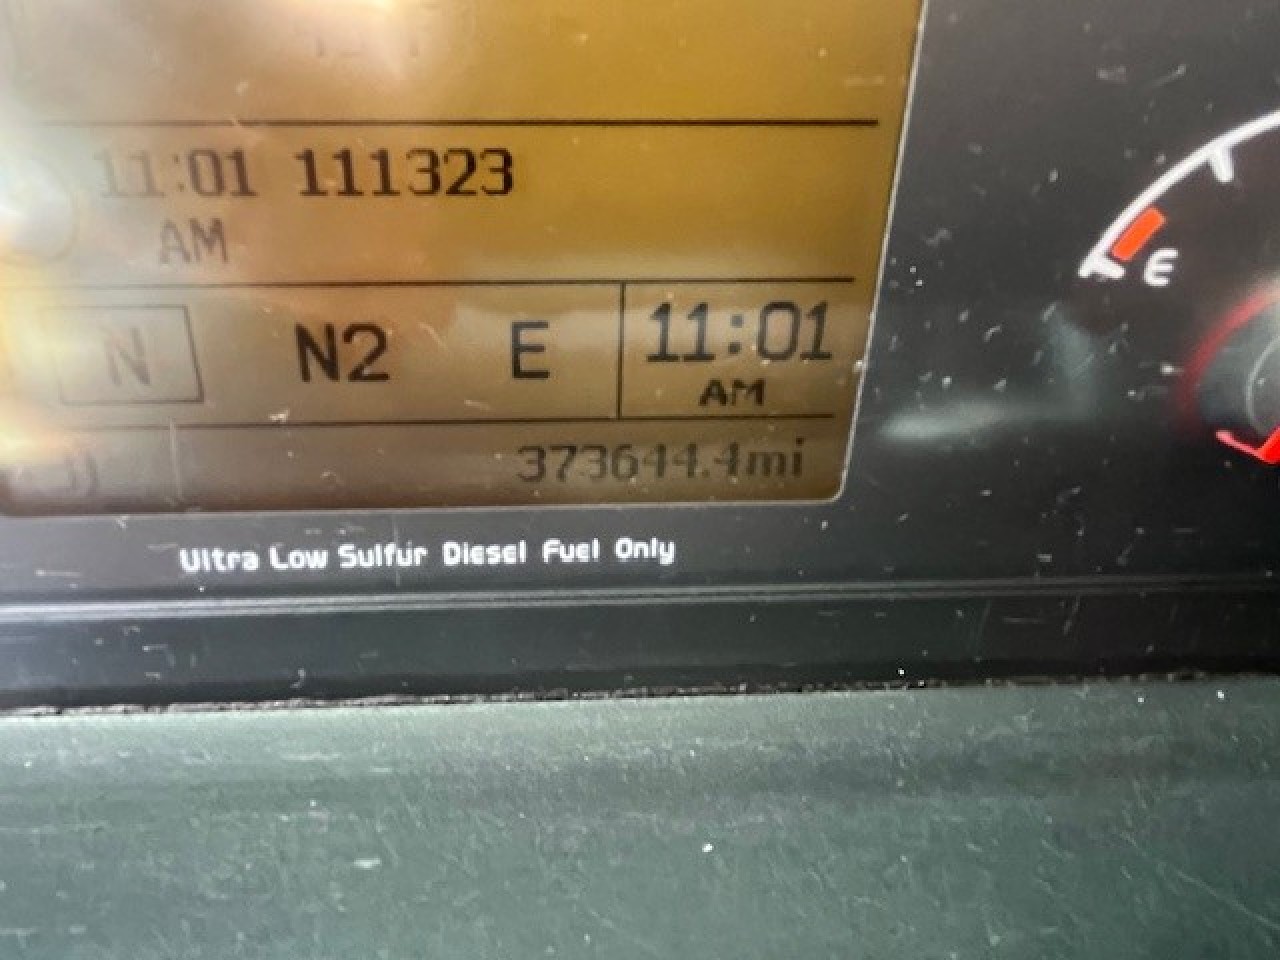 11:01 111323
AM
N N2 E 11:01
AM
373644.4mi
Ultra Low Sulfur Diesel Fuel Only
E